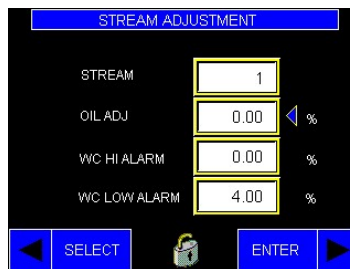 STREAM ADJUSTMENT
STREAM 1
OIL ADJ 0.00 %
WC HI ALARM 0.00 %
WC LOW ALARM 4.00 %
SELECT ENTER